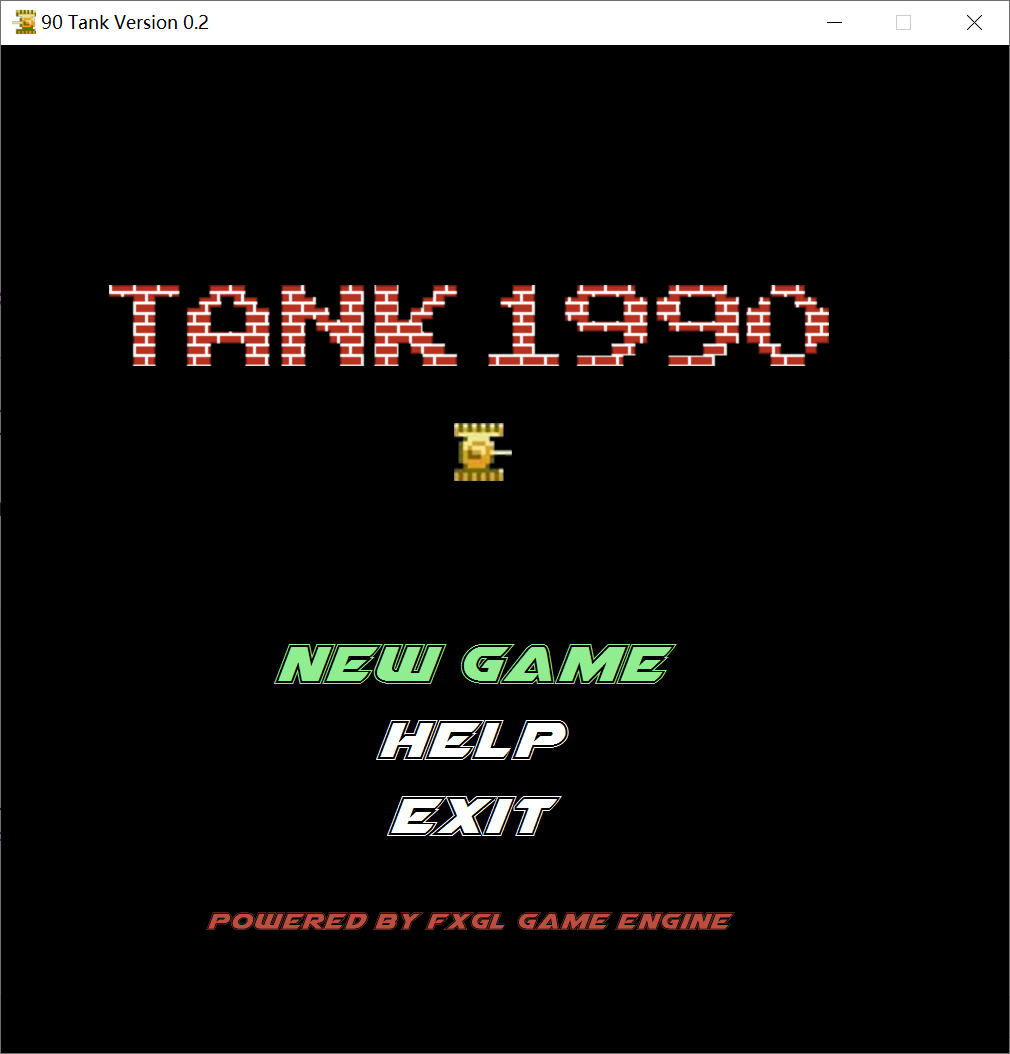 90 Tank Version 0.2
TANK 1990
NEW GAME
HELP
EXIT
POWERED BY FXGL GAME ENGINE